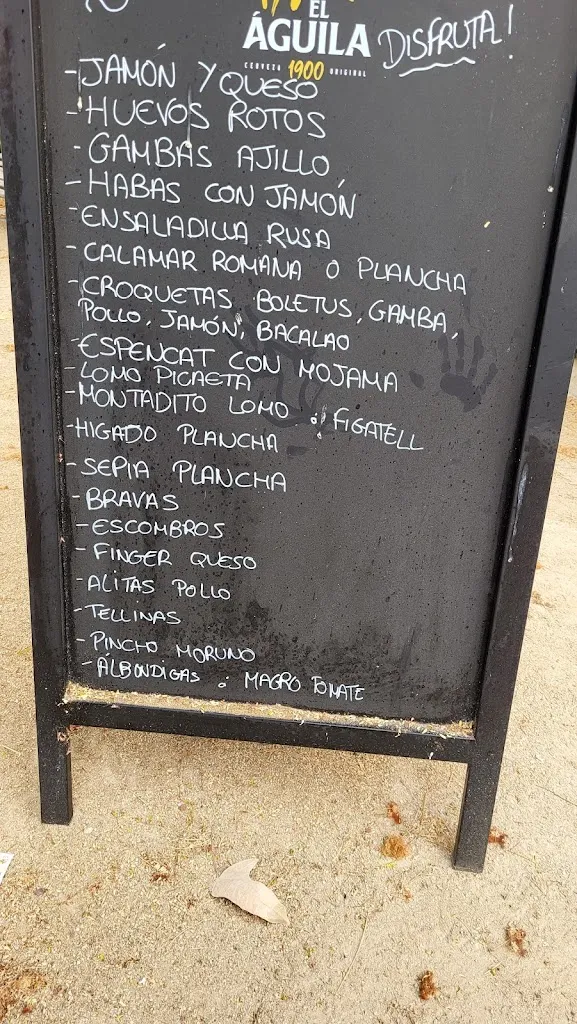 EL
ÁGUILA
CERVEZA 1900 ORIGINAL
DISFRUTA!
- JAMÓN Y QUESO
- HUEVOS ROTOS
- GAMBAS AJILLO
- HABAS CON JAMÓN
- ENSALADILLA RUSA
- CALAMAR ROMANA O PLANCHA
- CROQUETAS BOLETUS, GAMBA,
POLLO, JAMÓN, BACALAO
- ESPENCAT CON MOJAMA
- LOMO PICAETA
- MONTADITO LOMO ó FIGATELL
- HIGADO PLANCHA
- SEPIA PLANCHA
- BRAVAS
- ESCOMBROS
- FINGER QUESO
- ALITAS POLLO
- TELLINAS
- PINCHO MORUNO
- ALBONDIGAS ó MAGRO TOMATE